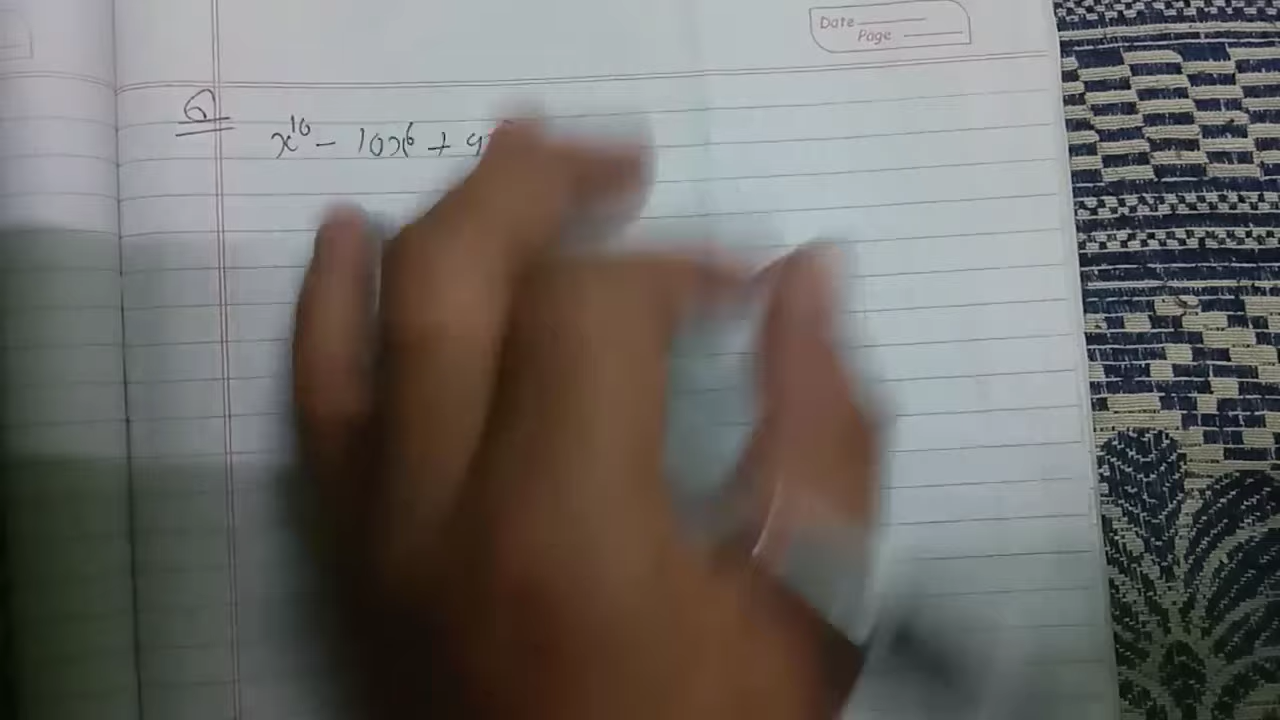 Date
Page
Q
x¹⁰ - 10x⁶ + 9